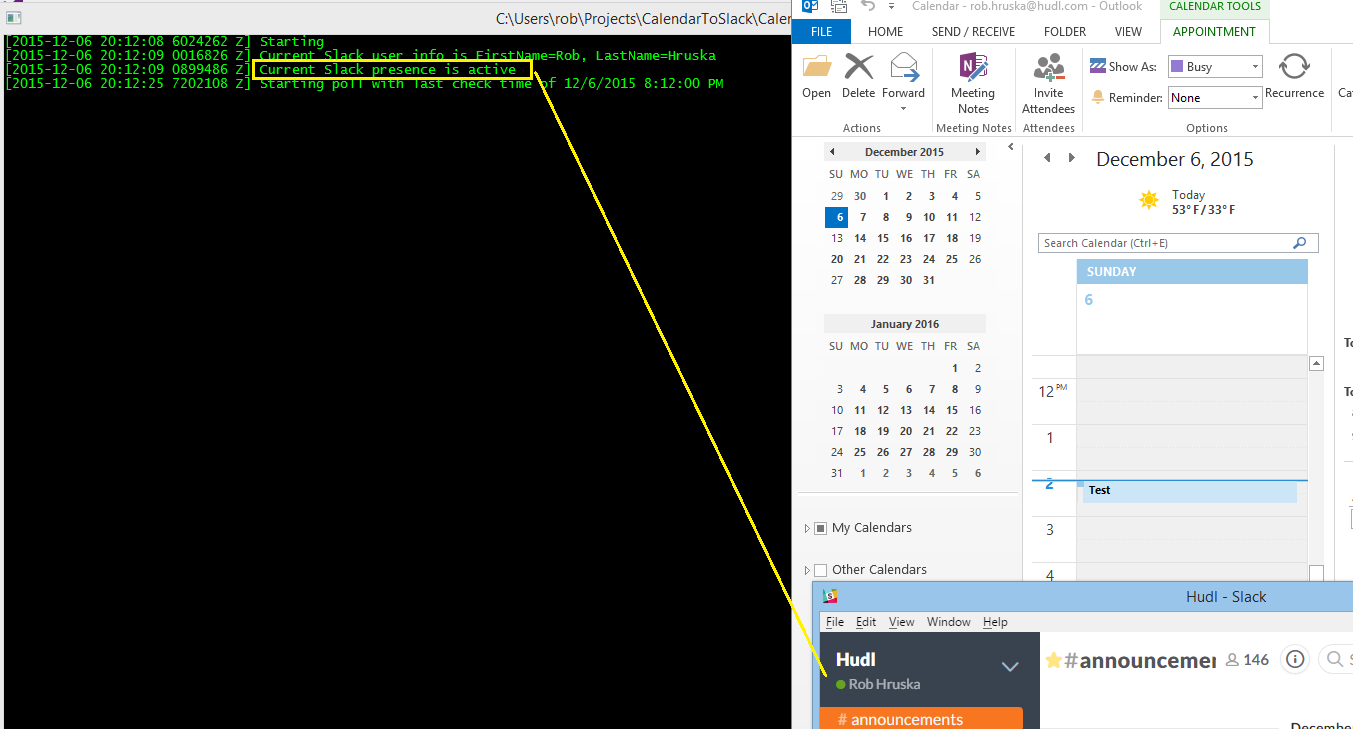 C:\Users\rob\Projects\CalendarToSlack\Calen
[2015-12-06 20:12:08 6024262 Z] Starting
[2015-12-06 20:12:09 0016826 Z] Current Slack user info is FirstName=Rob, LastName=Hruska
[2015-12-06 20:12:09 0899486 Z] Current Slack presence is active
[2015-12-06 20:12:25 7202108 Z] Starting poll with last check time of 12/6/2015 8:12:00 PM
Calendar - rob.hruska@hudl.com - Outlook
CALENDAR TOOLS
FILE HOME SEND / RECEIVE FOLDER VIEW APPOINTMENT
Open Delete Forward
Actions
Meeting Notes
Meeting Notes
Invite Attendees
Attendees
Show As: Busy
Reminder: None
Recurrence
Options
December 2015
SU MO TU WE TH FR SA
29 30 1 2 3 4 5
6 7 8 9 10 11 12
13 14 15 16 17 18 19
20 21 22 23 24 25 26
27 28 29 30 31
January 2016
SU MO TU WE TH FR SA
1 2
3 4 5 6 7 8 9
10 11 12 13 14 15 16
17 18 19 20 21 22 23
24 25 26 27 28 29 30
31 1 2 3 4 5 6
My Calendars
Other Calendars
December 6, 2015
Today
53°F/33°F
Search Calendar (Ctrl+E)
SUNDAY
6
12 PM
1
2 Test
3
4
Hudl - Slack
File Edit View Window Help
Hudl
Rob Hruska
# announcements
#announcemer 146
December